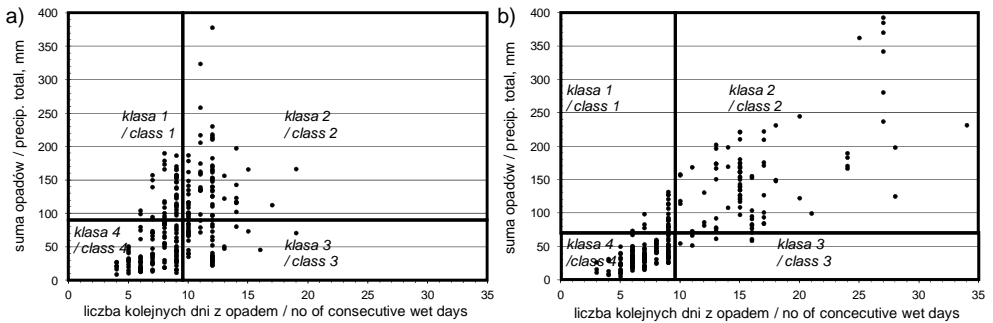 a)
suma opadów / precip. total, mm
400
350
300
250
200
150
100
50
0
klasa 1
/ class 1
klasa 2
/ class 2
klasa 4
/ class 4
klasa 3
/ class 3
0 5 10 15 20 25 30 35
liczba kolejnych dni z opadem / no of consecutive wet days
b)
suma opadów / precip. total, mm
400
350
300
250
200
150
100
50
0
klasa 1
/ class 1
klasa 2
/ class 2
klasa 4
/ class 4
klasa 3
/ class 3
0 5 10 15 20 25 30 35
liczba kolejnych dni z opadem / no of consecutive wet days